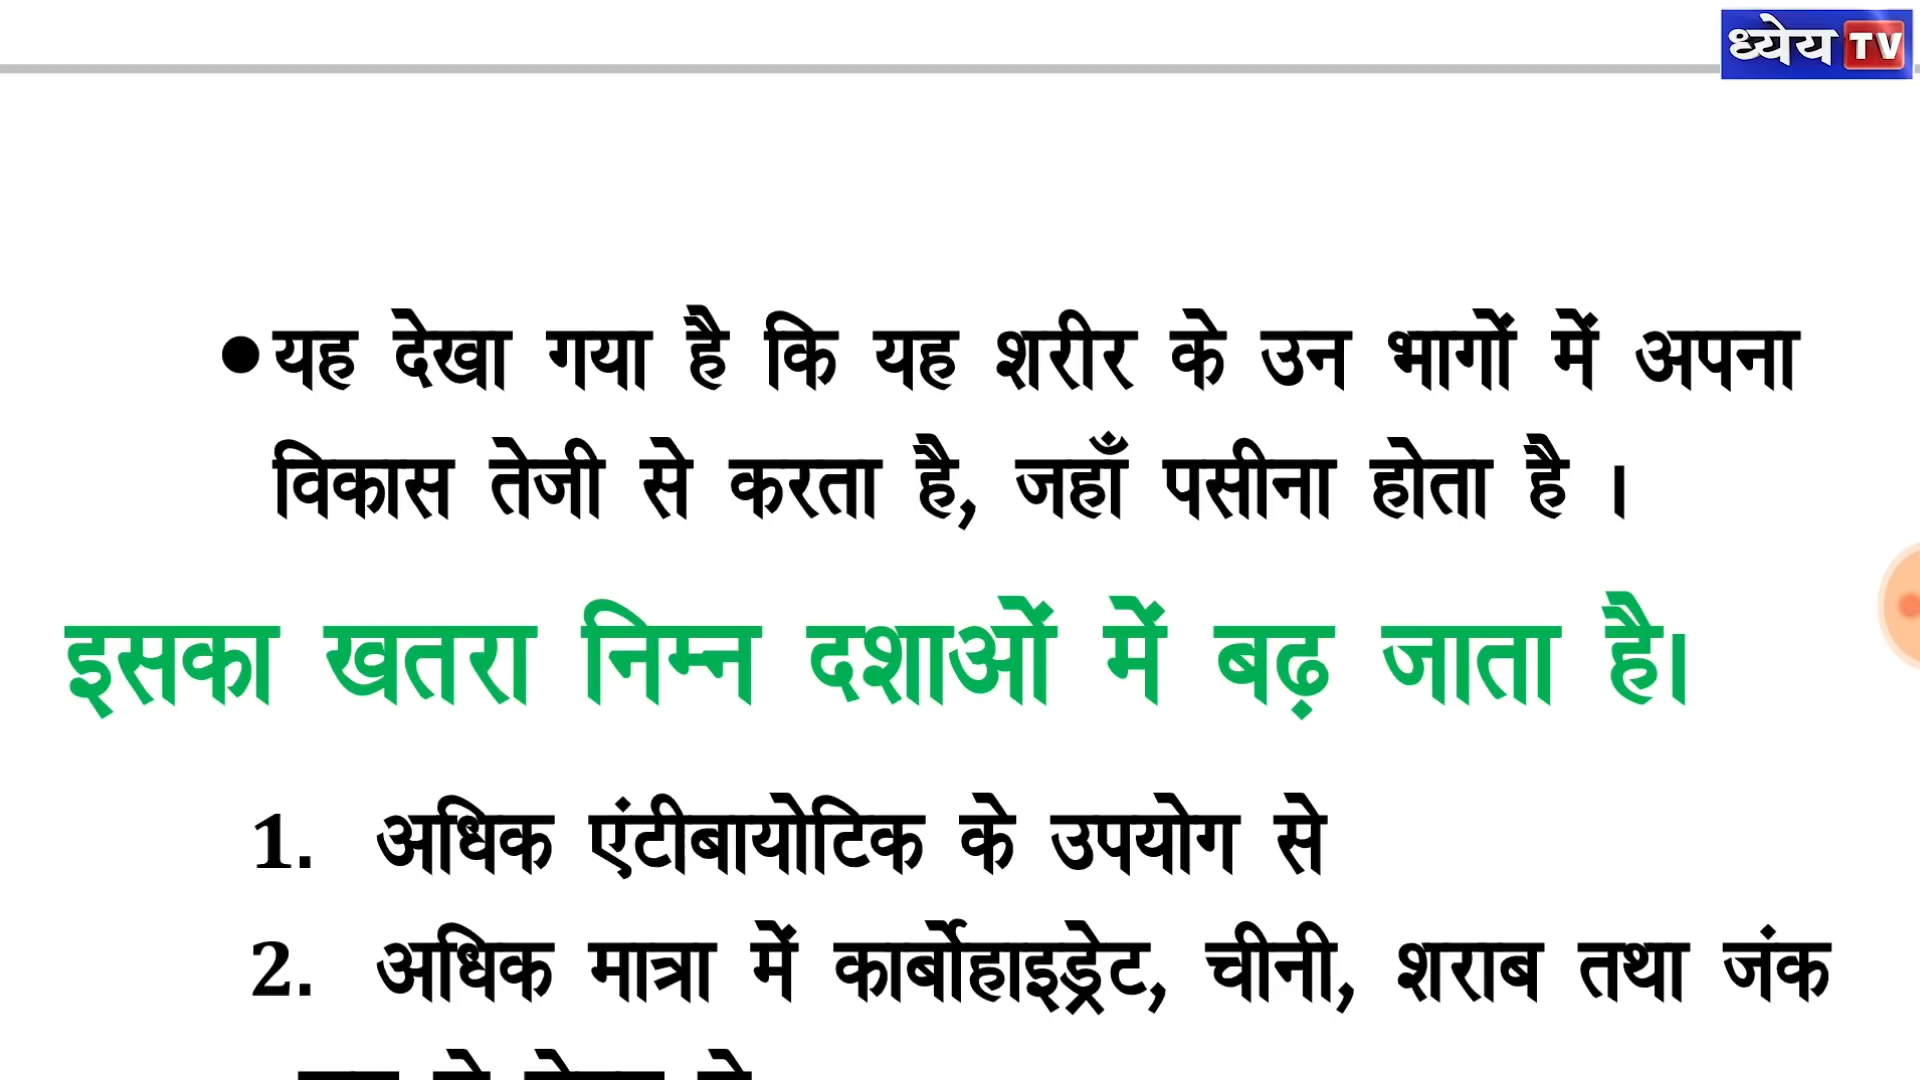 ध्येय TV
•यह देखा गया है कि यह शरीर के उन भागों में अपना
विकास तेजी से करता है, जहाँ पसीना होता है ।
इसका खतरा निम्न दशाओं में बढ़ जाता है।
1. अधिक एंटीबायोटिक के उपयोग से
2. अधिक मात्रा में कार्बोहाइड्रेट, चीनी, शराब तथा जंक